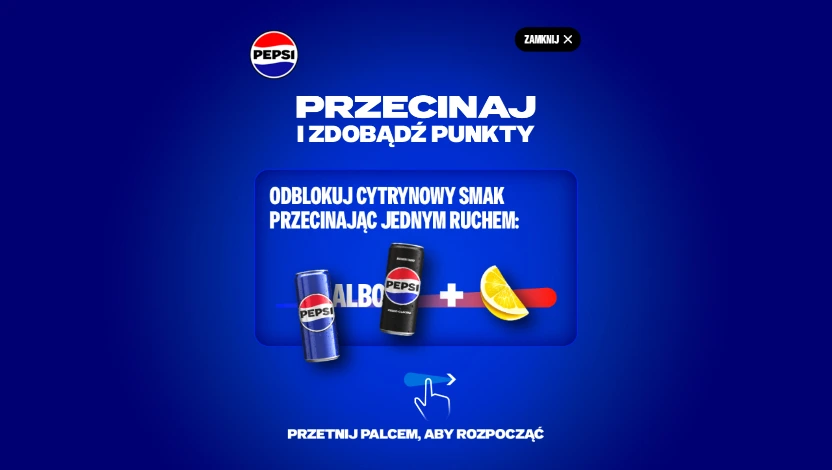 PEPSI
ZAMKNIJ
PRZECINAJ
I ZDOBĄDŹ PUNKTY
ODBLOKUJ CYTRYNOWY SMAK
PRZECINAJĄC JEDNYM RUCHEM:
PEPSI
ALBO
PEPSI
+
PRZETNIJ PALCEM, ABY ROZPOCZĄĆ